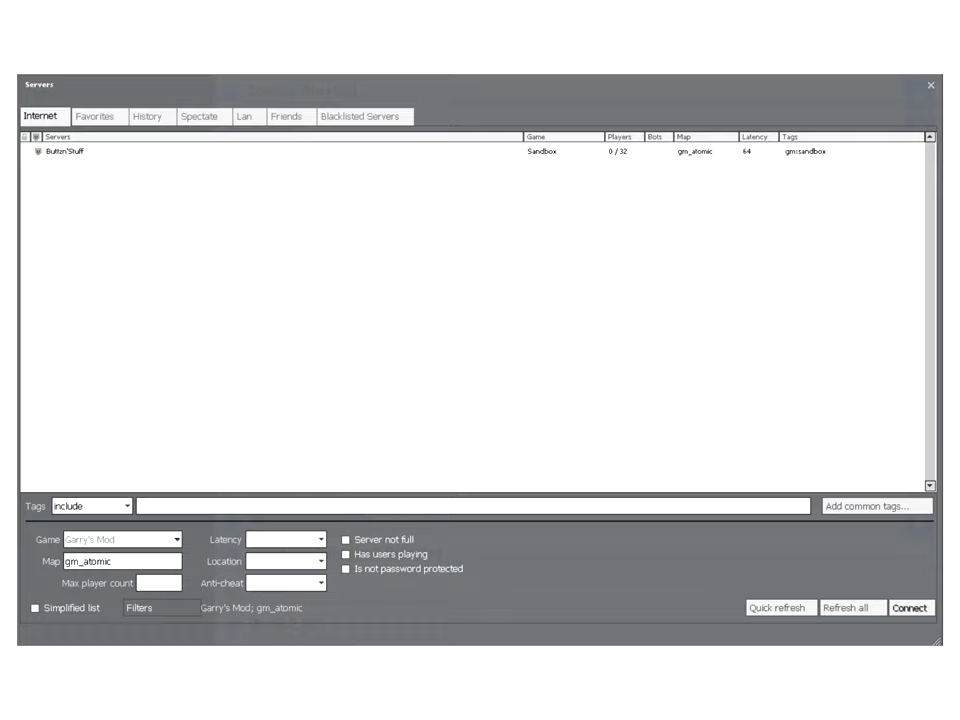 Servers
Internet Favorites History Spectate Lan Friends Blacklisted Servers
Servers Game Players Bots Map Latency Tags
Buttzn'Stuff Sandbox 0 / 32 gm_atomic 64 gm:sandbox
Tags include Add common tags...
Game Garry's Mod Latency Server not full
Has users playing
Map gm_atomic Location
Is not password protected
Max player count Anti-cheat
Simplified list Filters Garry's Mod; gm_atomic Quick refresh Refresh all Connect